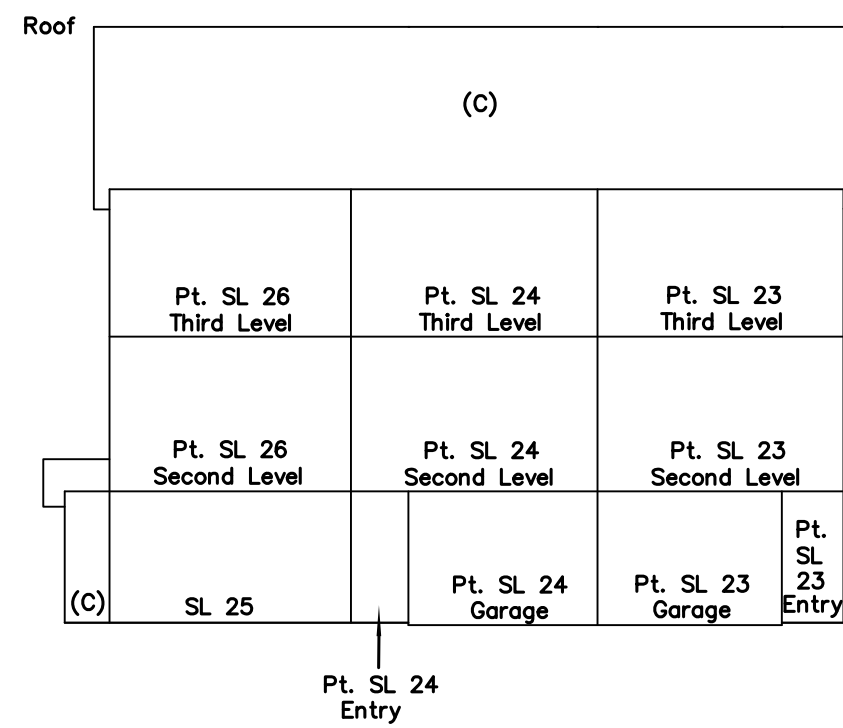 Roof
(C)
Pt. SL 26
Third Level
Pt. SL 24
Third Level
Pt. SL 23
Third Level
Pt. SL 26
Second Level
Pt. SL 24
Second Level
Pt. SL 23
Second Level
(C)
SL 25
Pt. SL 24
Garage
Pt. SL 23
Garage
Pt.
SL
23
Entry
Pt. SL 24
Entry